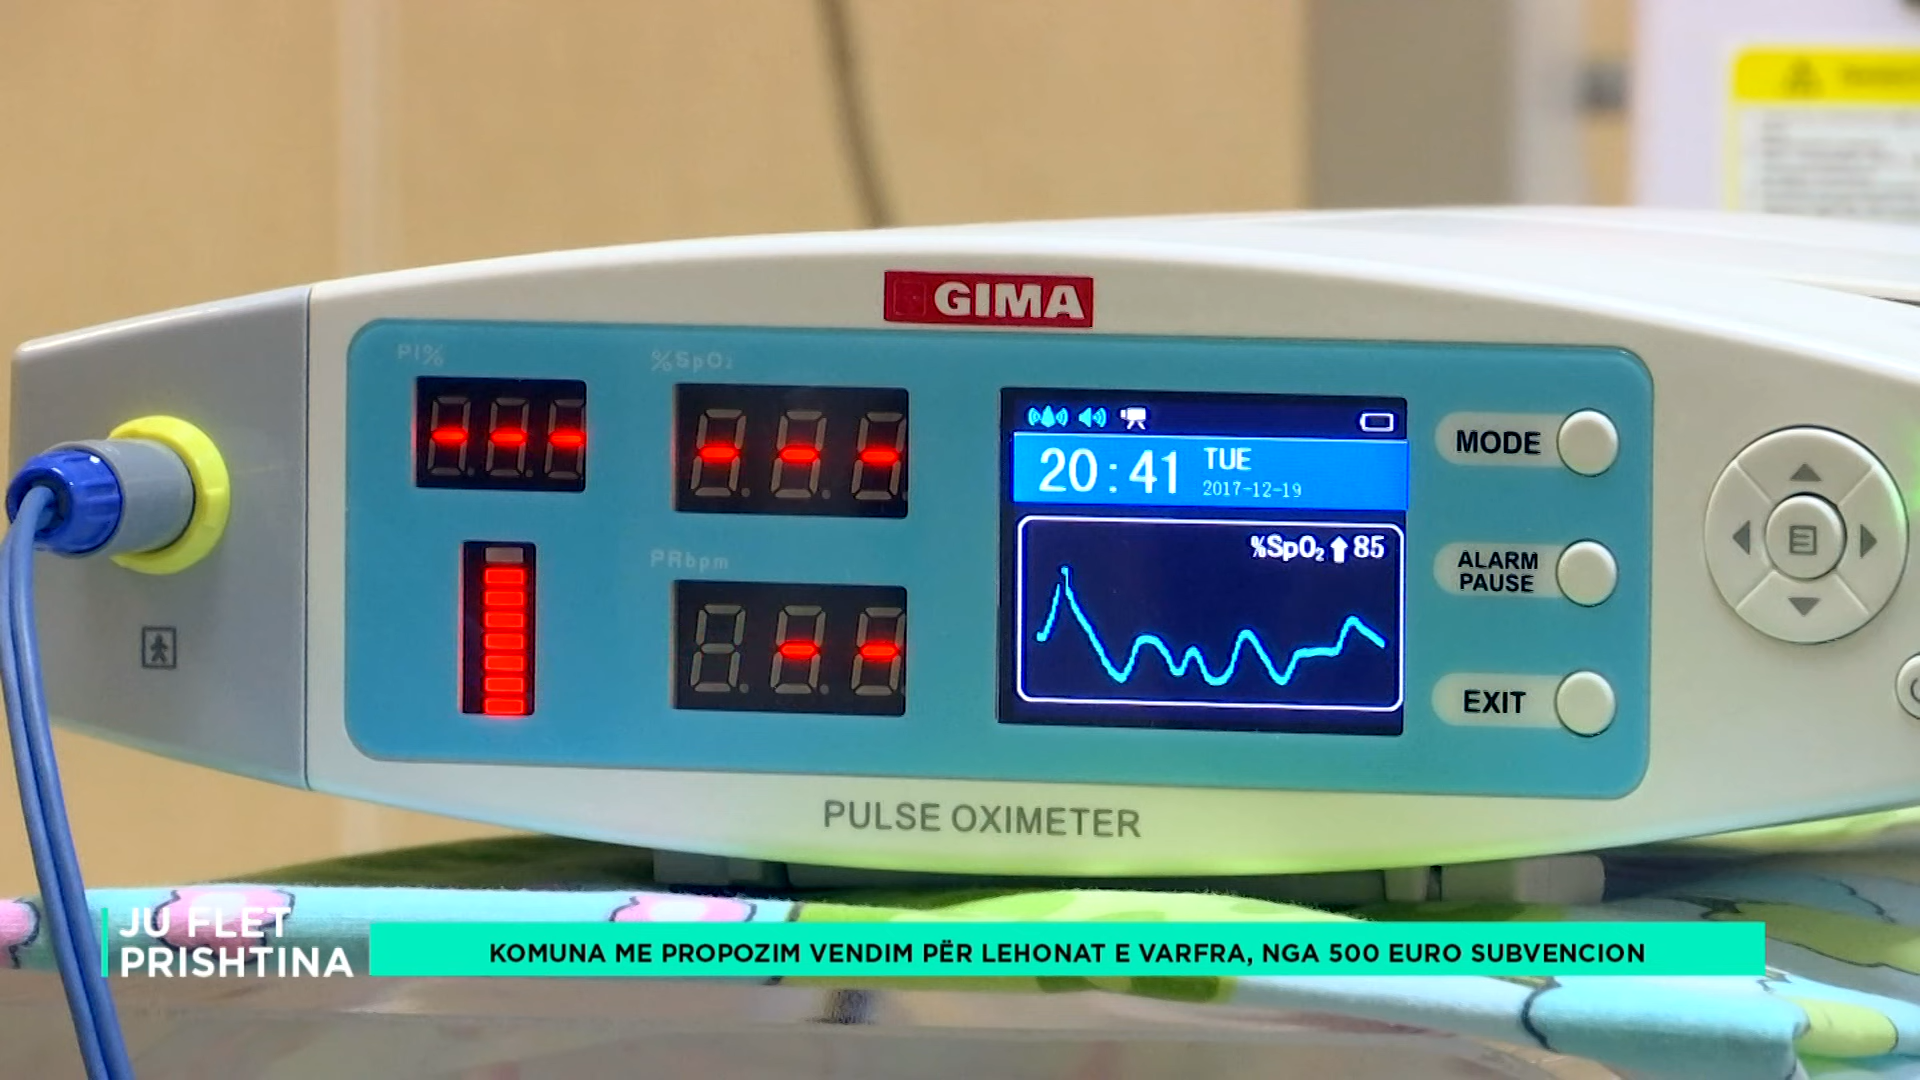 GIMA
PI%
%SpO₂
20:41
TUE
2017-12-19
MODE
%SpO₂ ↑ 85
PRbpm
ALARM
PAUSE
EXIT
PULSE OXIMETER
JU FLET
PRISHTINA
KOMUNA ME PROPOZIM VENDIM PËR LEHONAT E VARFRA, NGA 500 EURO SUBVENCION